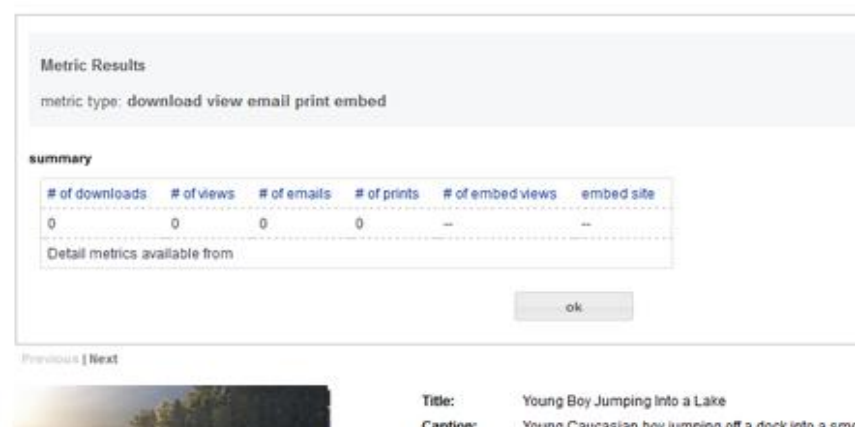 Metric Results
metric type: download view email print embed
summary
# of downloads # of views # of emails # of prints # of embed views embed site
0 0 0 0 -- --
Detail metrics available from
ok
Previous | Next
Title: Young Boy Jumping Into a Lake
Caption: Young Caucasian boy jumping off a dock into a